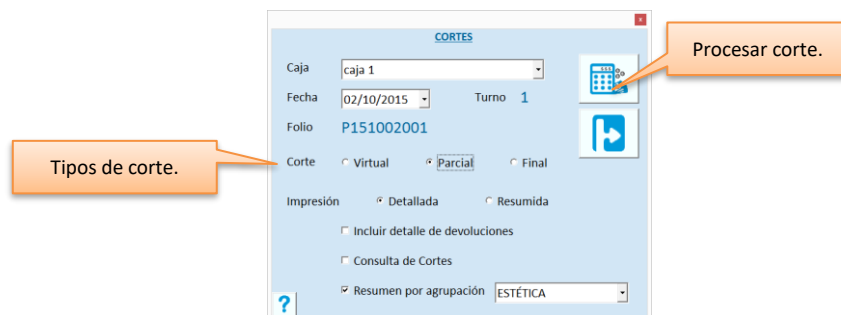 CORTES
Procesar corte.
Caja caja 1
Fecha 02/10/2015 Turno 1
Folio P151002001
Tipos de corte.
Corte Virtual Parcial Final
Impresión Detallada Resumida
Incluir detalle de devoluciones
Consulta de Cortes
Resumen por agrupación ESTÉTICA
?